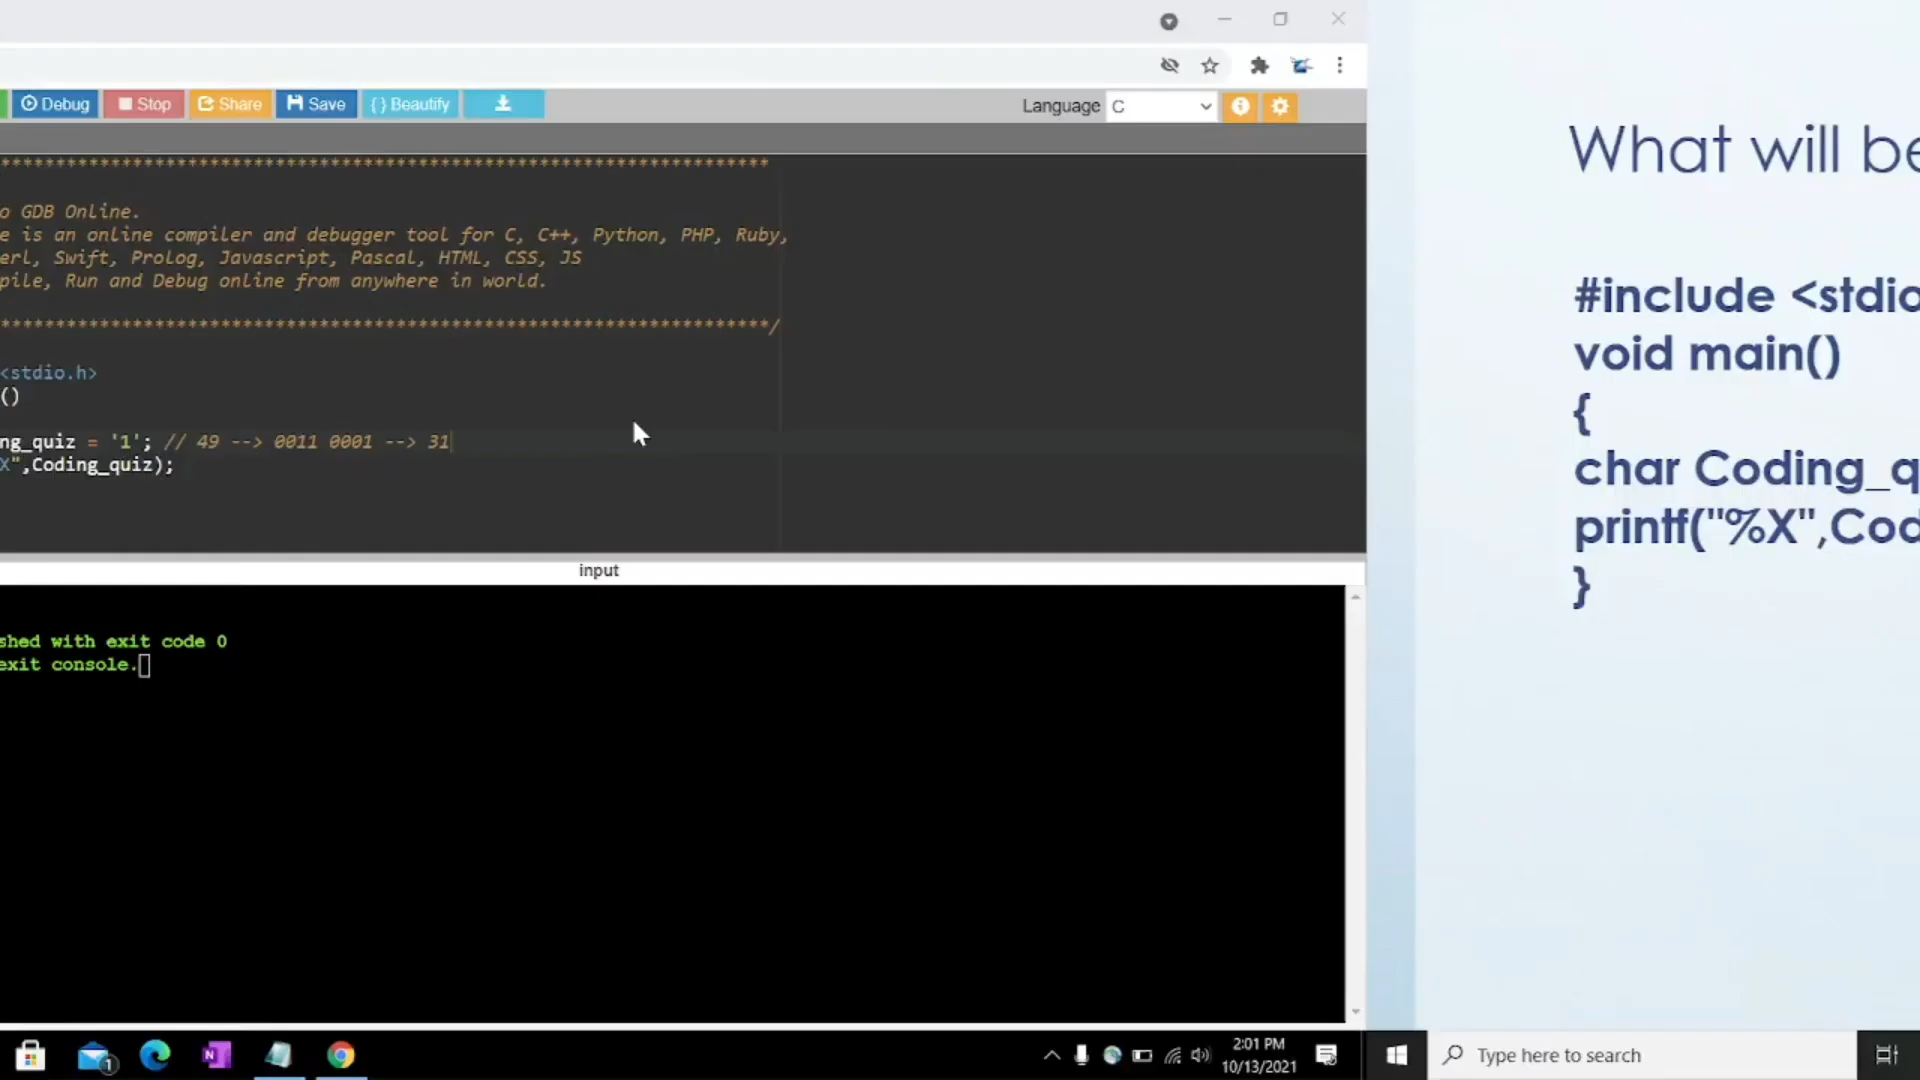 Debug Stop Share Save {} Beautify
Language C
************************************************************************
o GDB Online.
e is an online compiler and debugger tool for C, C++, Python, PHP, Ruby,
erl, Swift, Prolog, Javascript, Pascal, HTML, CSS, JS
pile, Run and Debug online from anywhere in world.
************************************************************************/
<stdio.h>
()
ng_quiz = '1'; // 49 --> 0011 0001 --> 31
X",Coding_quiz);
input
shed with exit code 0
exit console.
1
2:01 PM
10/13/2021
What will be
#include <stdio
void main()
{
char Coding_q
printf("%X",Cod
}
Type here to search